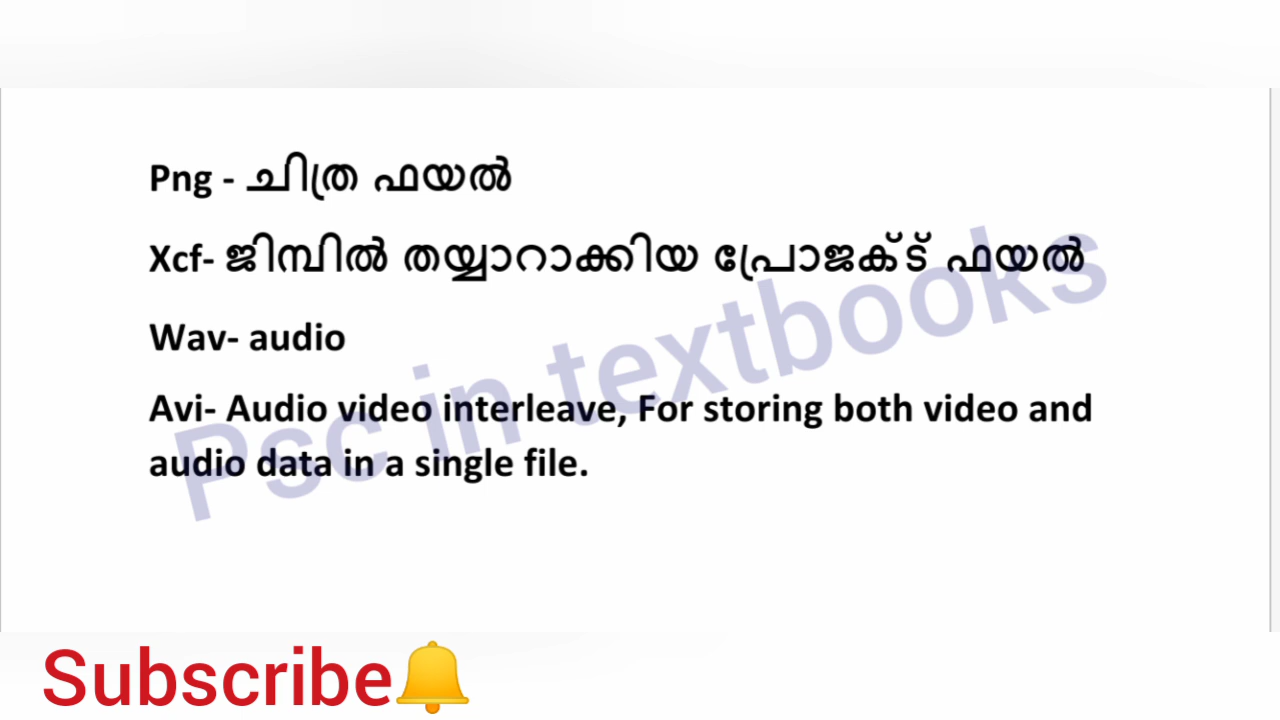 Png - ചിത്ര ഫയൽ
Xcf- ജിമ്പിൽ തയ്യാറാക്കിയ പ്രോജക്ട് ഫയൽ
Wav- audio
Avi- Audio video interleave, For storing both video and
audio data in a single file.
Psc in textbooks
Subscribe